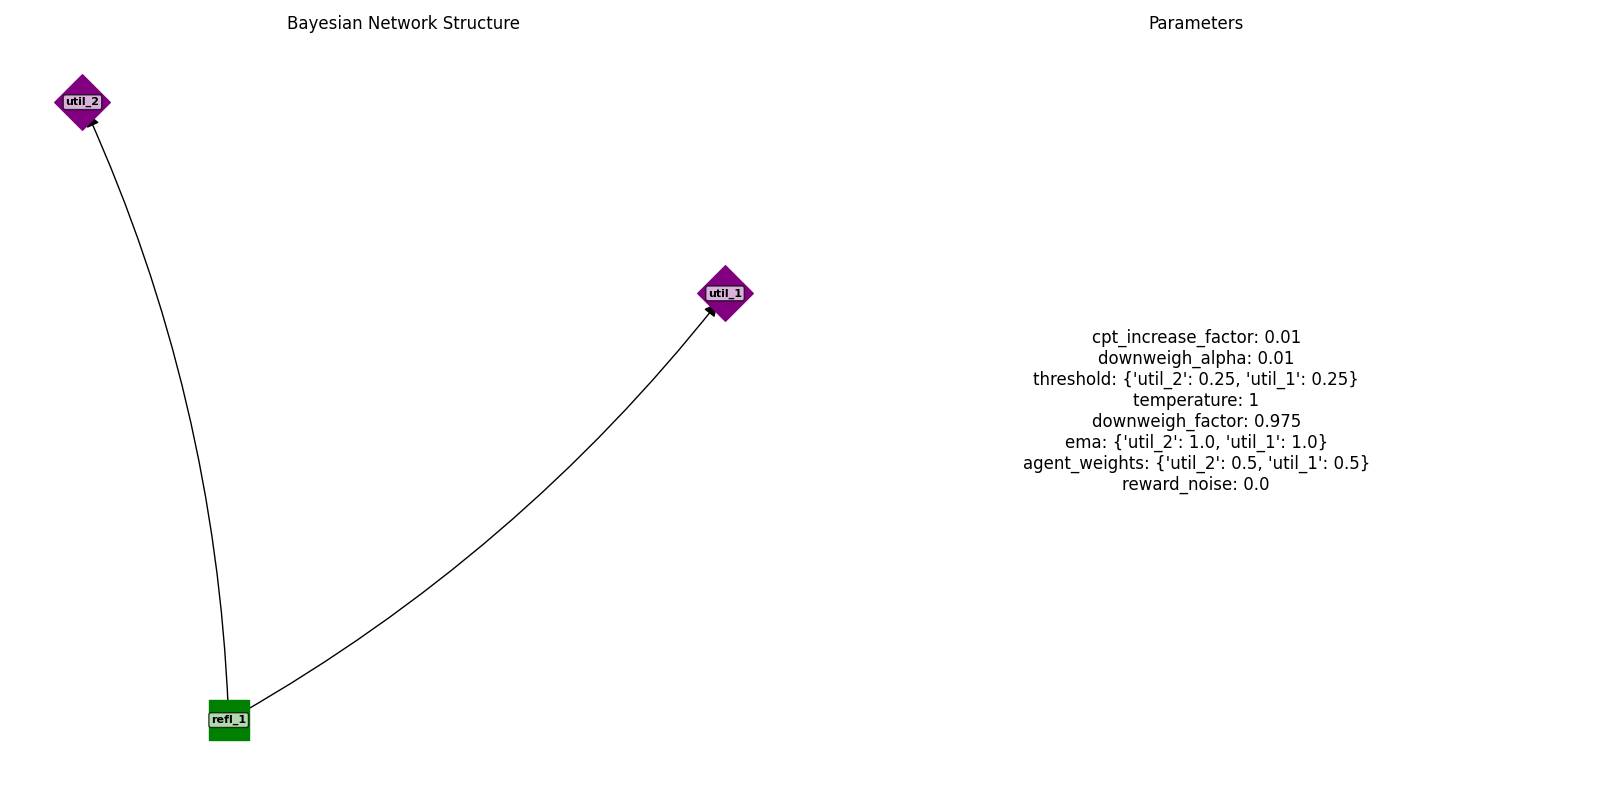 Bayesian Network Structure
Parameters
util_2
util_1
cpt_increase_factor: 0.01
downweigh_alpha: 0.01
threshold: {'util_2': 0.25, 'util_1': 0.25}
temperature: 1
downweigh_factor: 0.975
ema: {'util_2': 1.0, 'util_1': 1.0}
agent_weights: {'util_2': 0.5, 'util_1': 0.5}
reward_noise: 0.0
refl_1